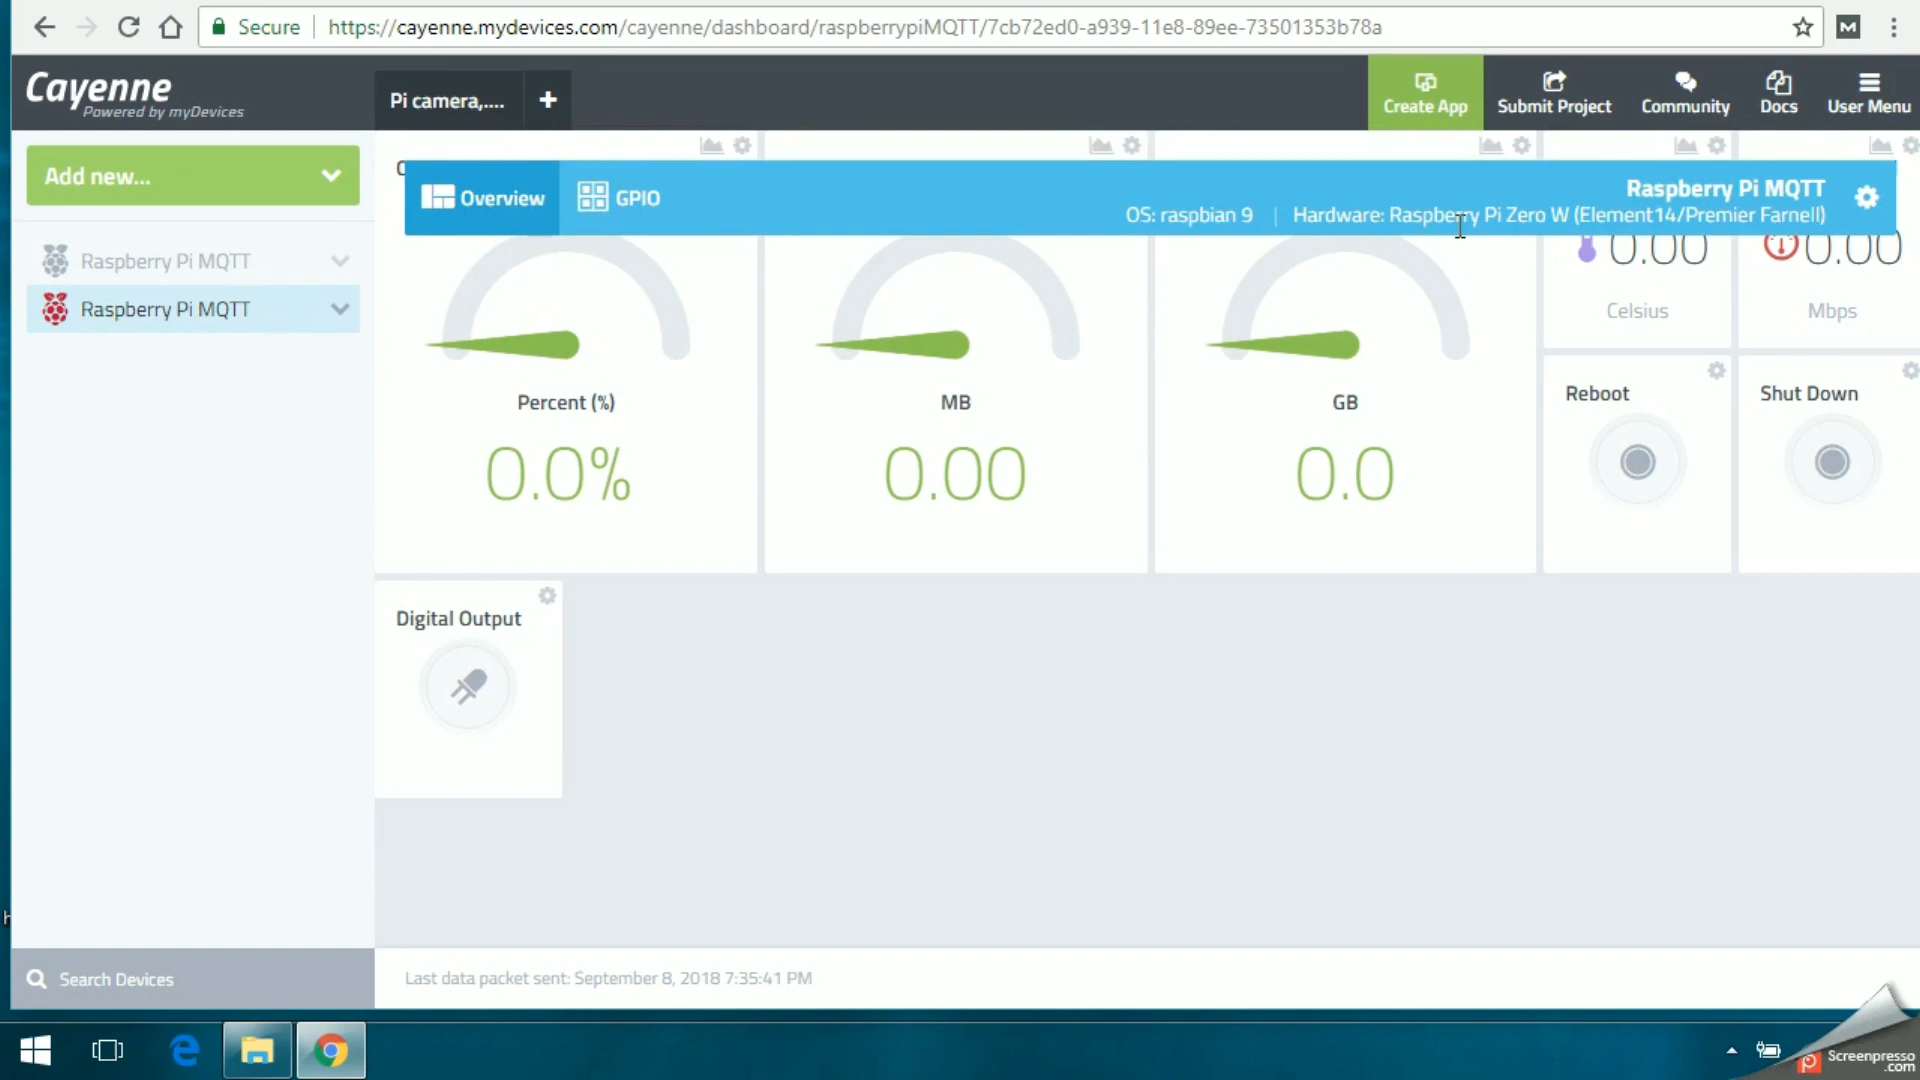 Secure https://cayenne.mydevices.com/cayenne/dashboard/raspberrypiMQTT/7cb72ed0-a939-11e8-89ee-73501353b78a
M
Cayenne
Powered by myDevices
Pi camera,.... +
Create App
Submit Project
Community
Docs
User Menu
Add new...
Raspberry Pi MQTT
Raspberry Pi MQTT
Overview
GPIO
Raspberry Pi MQTT
OS: raspbian 9 | Hardware: Raspberry Pi Zero W (Element14/Premier Farnell)
0.00
Celsius
0.00
Mbps
Percent (%)
0.0%
MB
0.00
GB
0.0
Reboot
Shut Down
Digital Output
Search Devices
Last data packet sent: September 8, 2018 7:35:41 PM
Screenpresso
.com